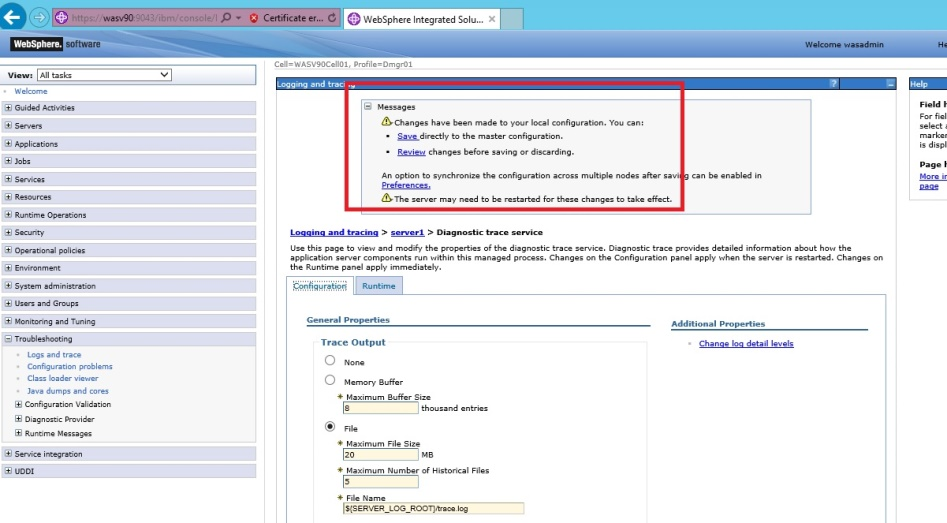 https://wasv90:9043/ibm/console/l
Certificate er...
WebSphere Integrated Solu...
WebSphere. software
Welcome wasadmin
He
View: All tasks
Welcome
Guided Activities
Servers
Applications
Jobs
Services
Resources
Runtime Operations
Security
Operational policies
Environment
System administration
Users and Groups
Monitoring and Tuning
Troubleshooting
Logs and trace
Configuration problems
Class loader viewer
Java dumps and cores
Configuration Validation
Diagnostic Provider
Runtime Messages
Service integration
UDDI
Cell=WASV90Cell01, Profile=Dmgr01
Logging and tracing
?
Messages
Changes have been made to your local configuration. You can:
Save directly to the master configuration.
Review changes before saving or discarding.
An option to synchronize the configuration across multiple nodes after saving can be enabled in
Preferences.
The server may need to be restarted for these changes to take effect.
Logging and tracing > server1 > Diagnostic trace service
Use this page to view and modify the properties of the diagnostic trace service. Diagnostic trace provides detailed information about how the
application server components run within this managed process. Changes on the Configuration panel apply when the server is restarted. Changes on
the Runtime panel apply immediately.
Configuration
Runtime
General Properties
Trace Output
None
Memory Buffer
* Maximum Buffer Size
8 thousand entries
File
* Maximum File Size
20 MB
* Maximum Number of Historical Files
5
* File Name
${SERVER_LOG_ROOT}/trace.log
Additional Properties
Change log detail levels
Help
Field h
For fiel
select a
marker
is displ
Page h
More in
page